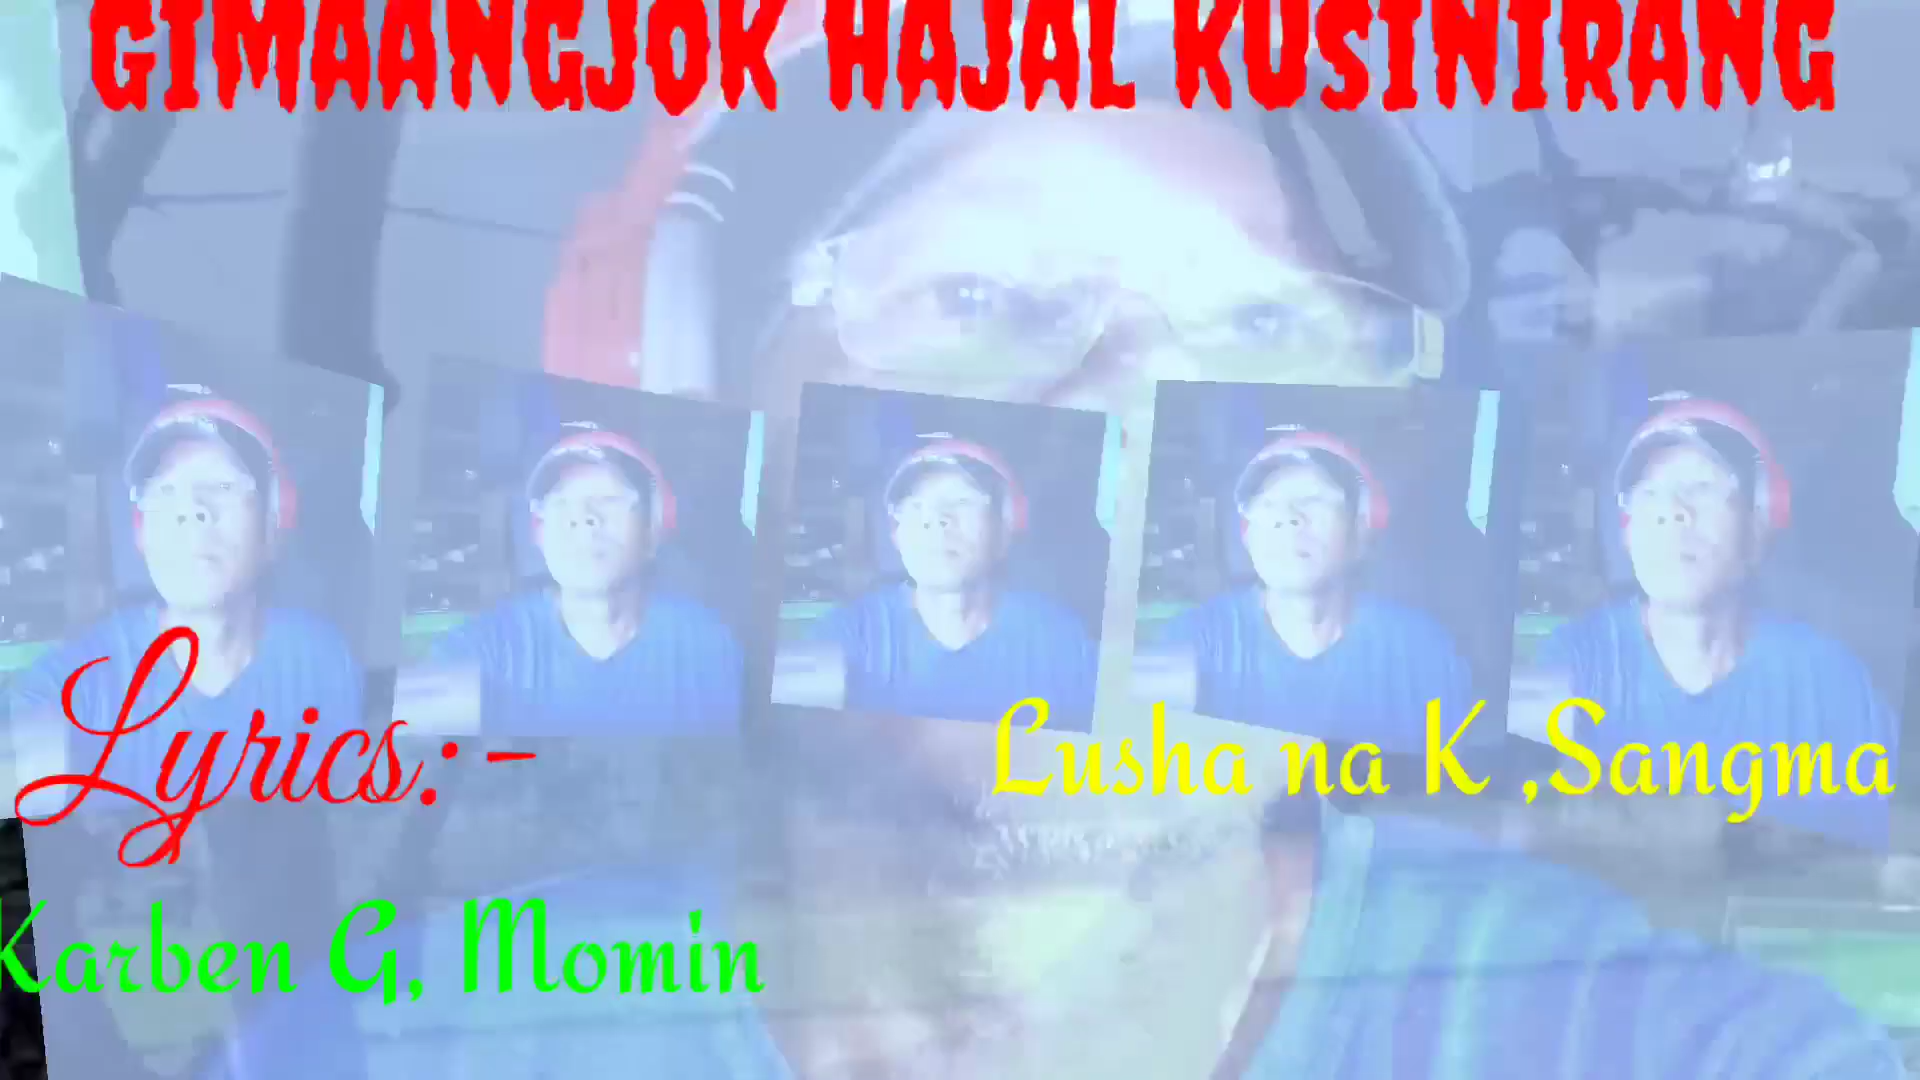 GIMAANGJOK HAJAL KUSINIRANG
Lyrics:-
Lusha na K ,Sangma
Karben G, Momin